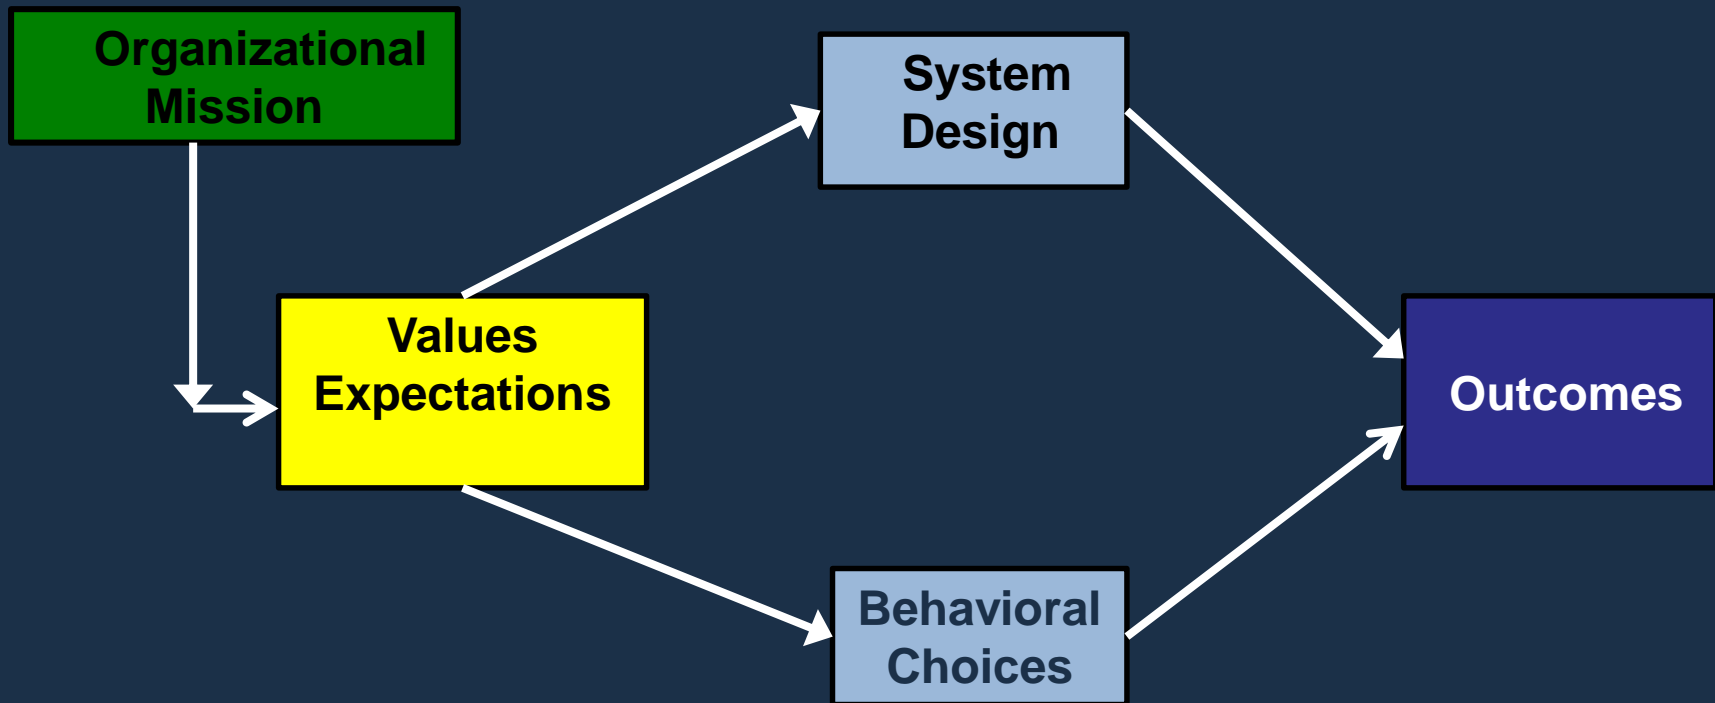 Organizational
Mission
System
Design
Values
Expectations
Outcomes
Behavioral
Choices